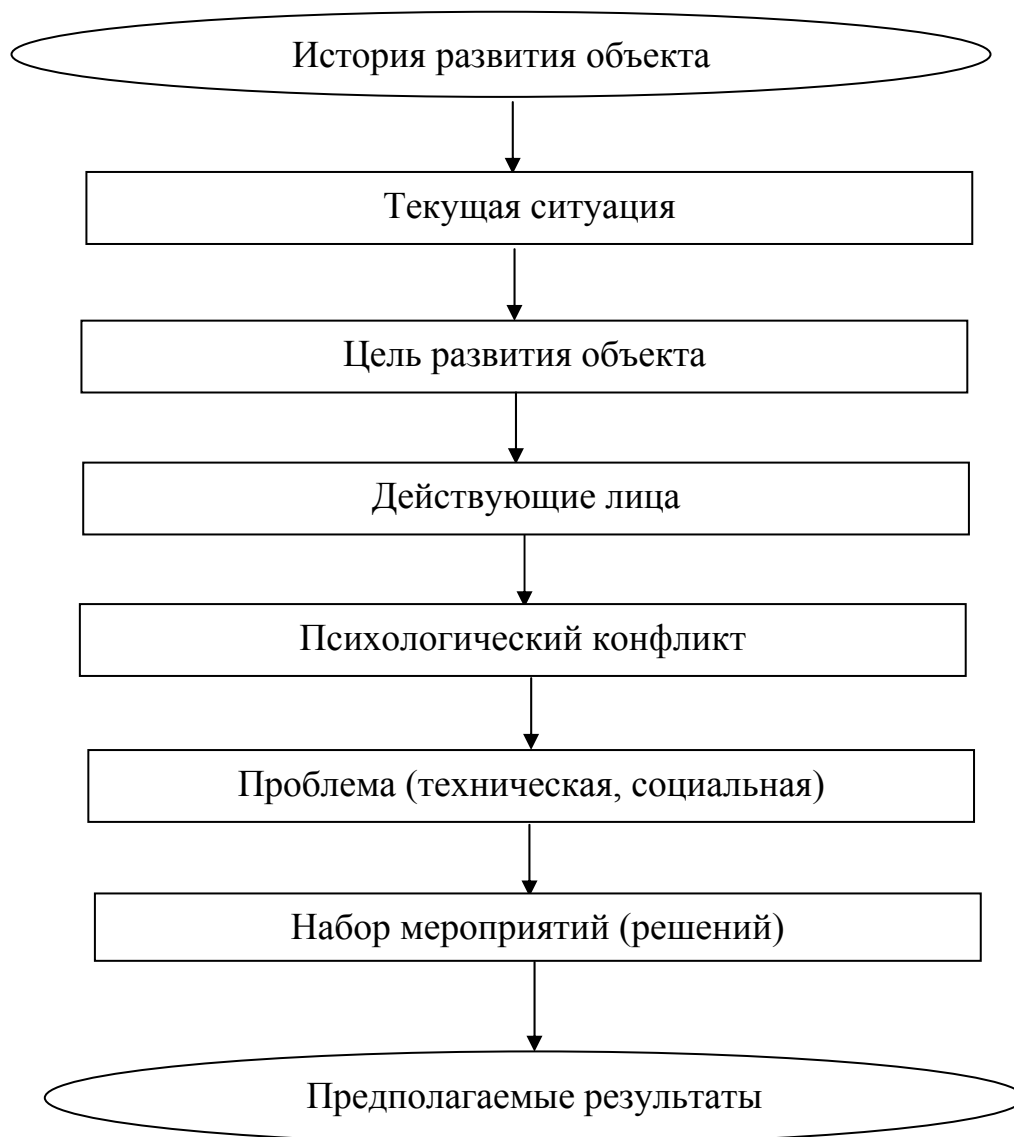 История развития объекта
Текущая ситуация
Цель развития объекта
Действующие лица
Психологический конфликт
Проблема (техническая, социальная)
Набор мероприятий (решений)
Предполагаемые результаты